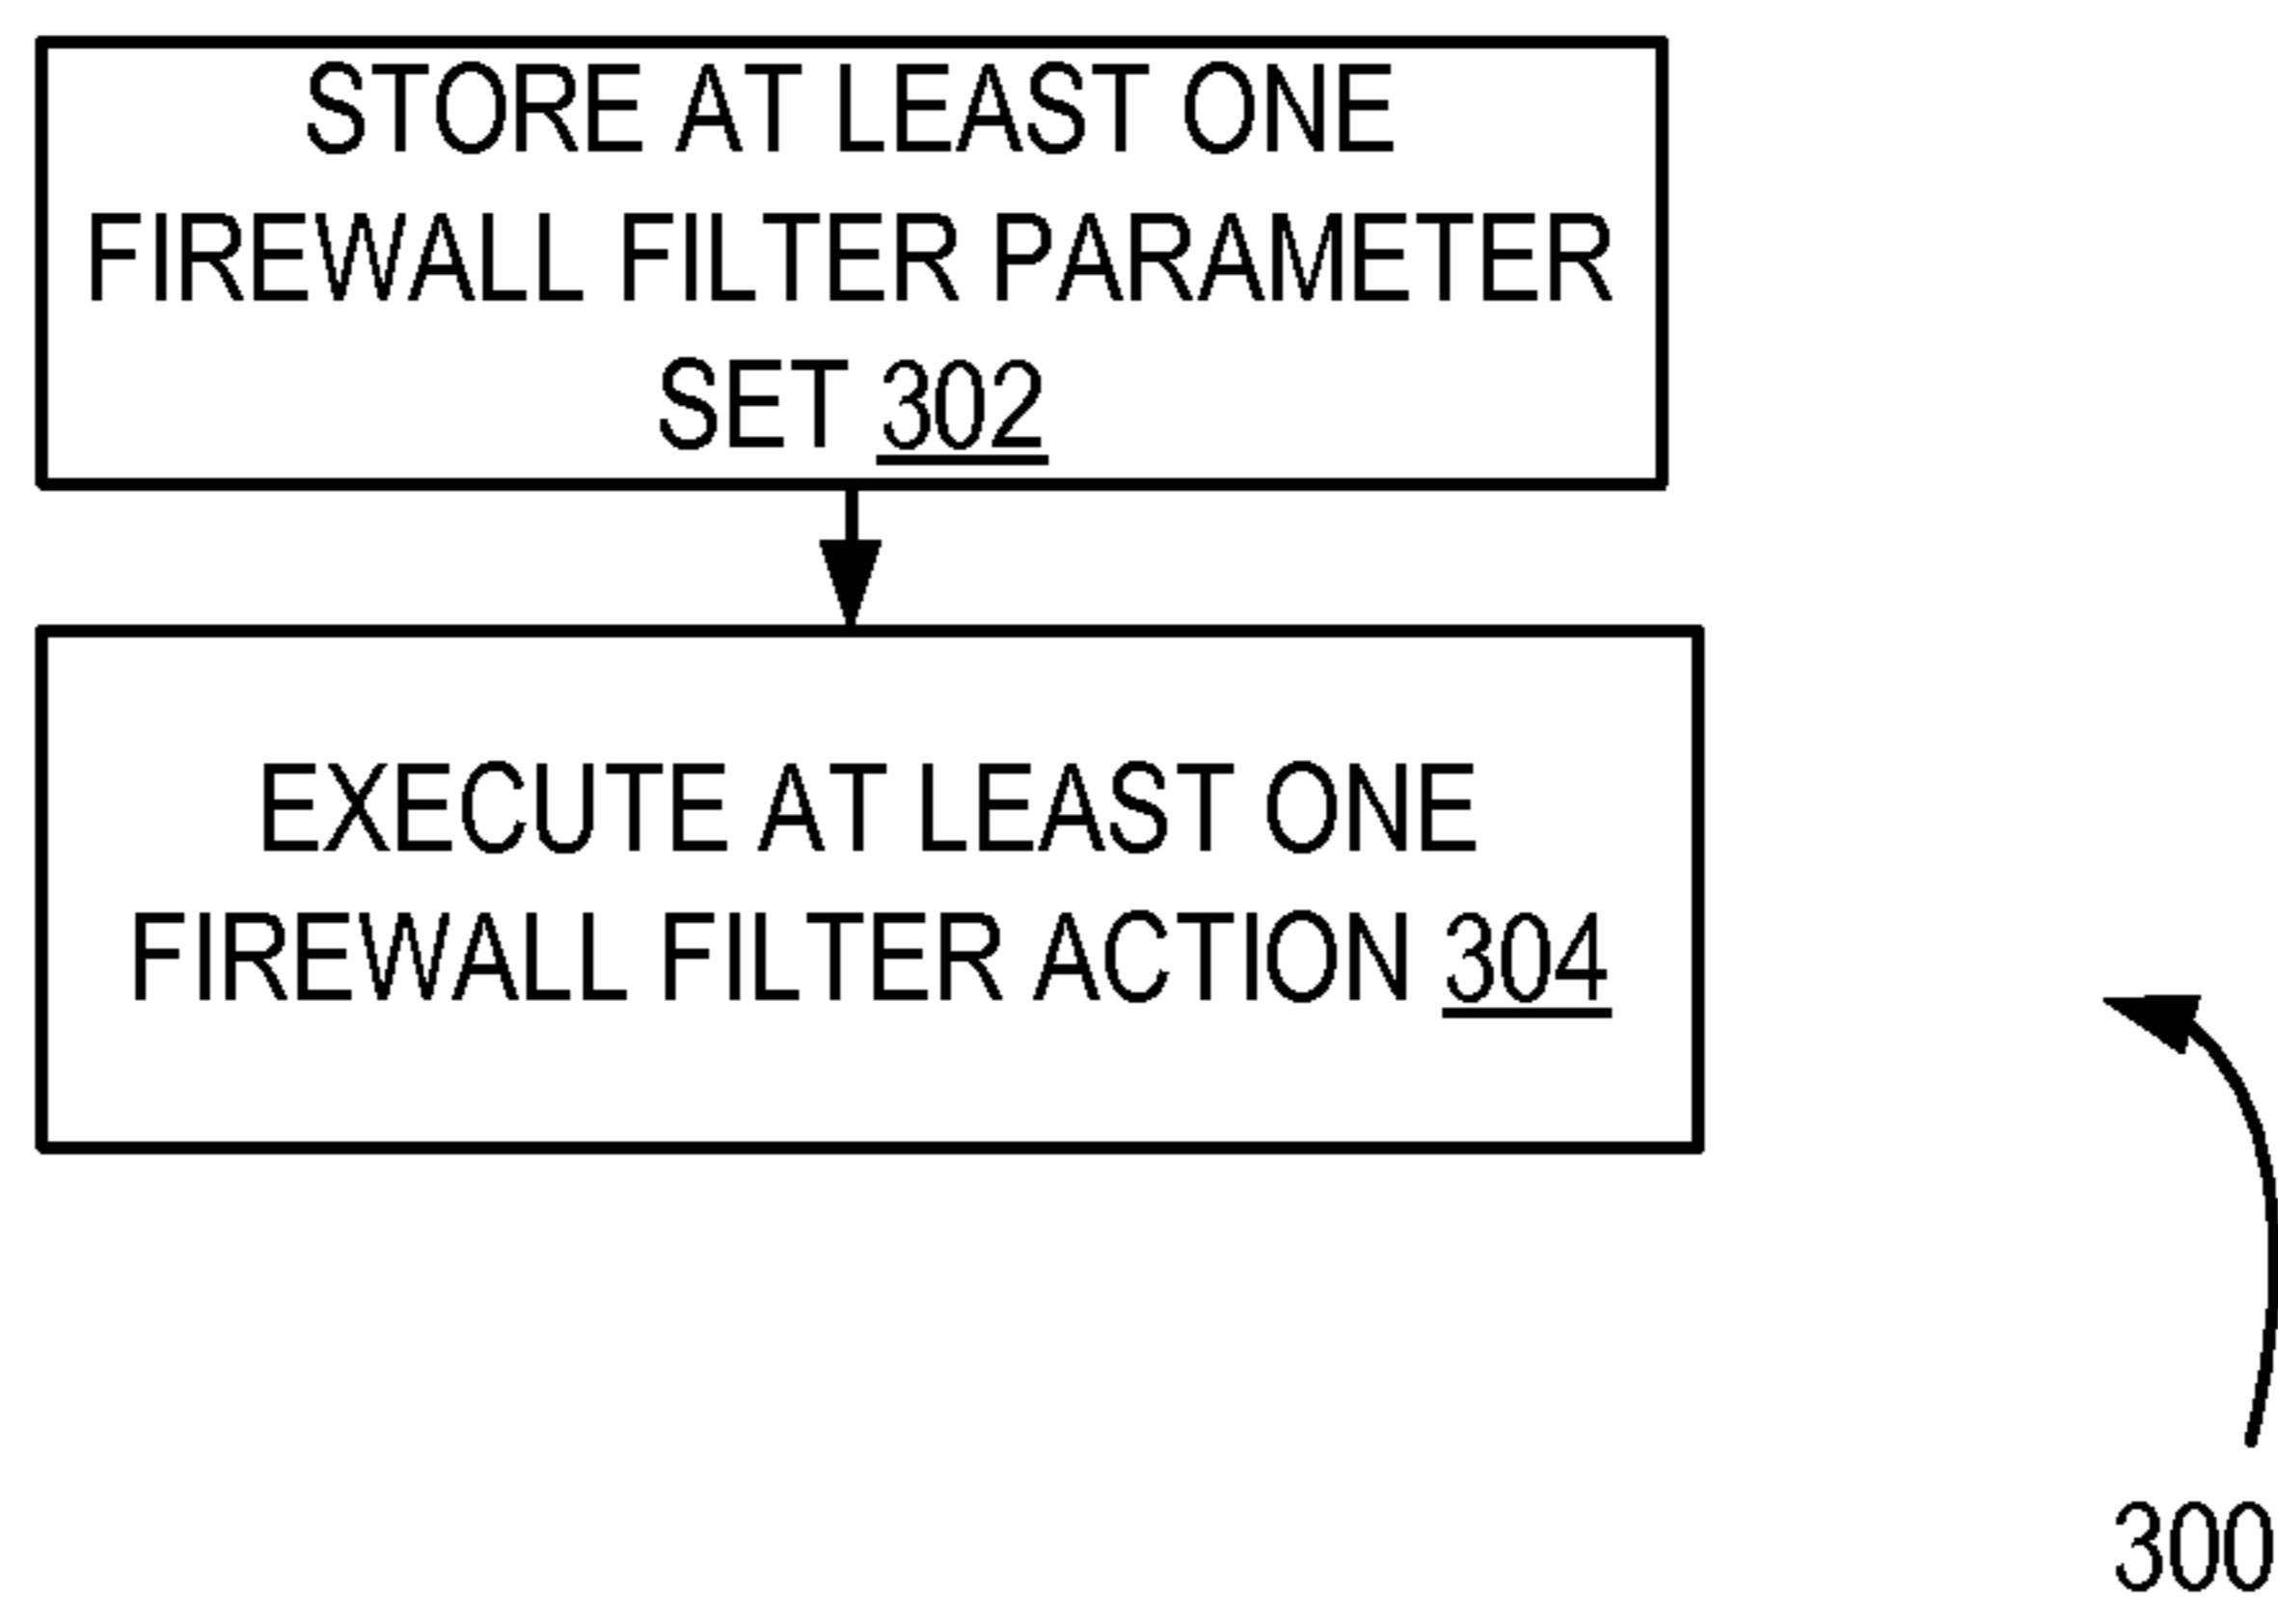 STORE AT LEAST ONE
FIREWALL FILTER PARAMETER
SET 302
EXECUTE AT LEAST ONE
FIREWALL FILTER ACTION 304
300